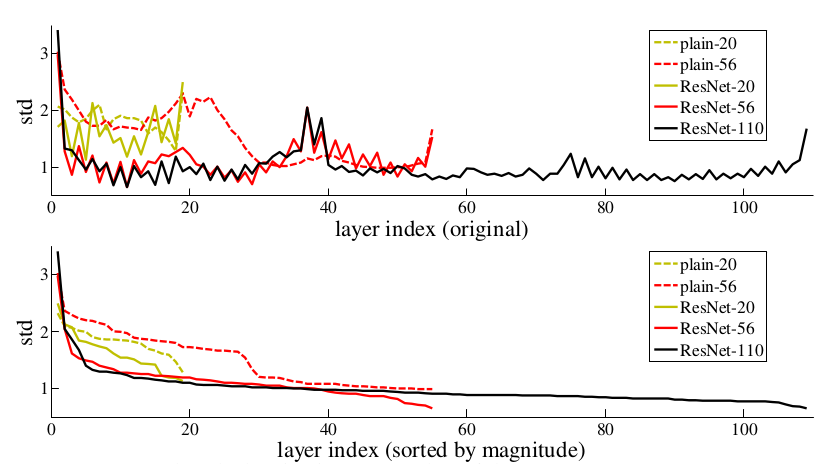 3
2
1
std
plain-20
plain-56
ResNet-20
ResNet-56
ResNet-110
0 20 40 60 80 100
layer index (original)
3
2
1
std
plain-20
plain-56
ResNet-20
ResNet-56
ResNet-110
0 20 40 60 80 100
layer index (sorted by magnitude)